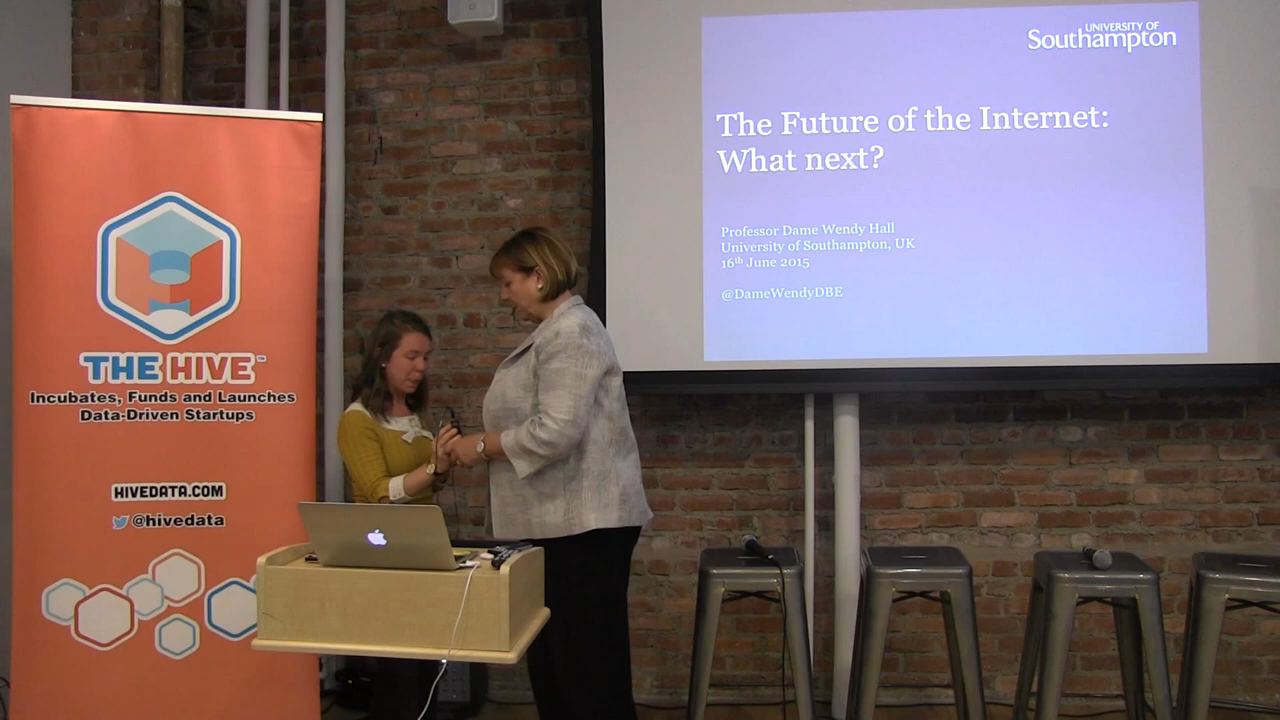 THE HIVE™
Incubates, Funds and Launches
Data-Driven Startups
HIVEDATA.COM
@hivedata
UNIVERSITY OF
Southampton
The Future of the Internet:
What next?
Professor Dame Wendy Hall
University of Southampton, UK
16th June 2015
@DameWendyDBE